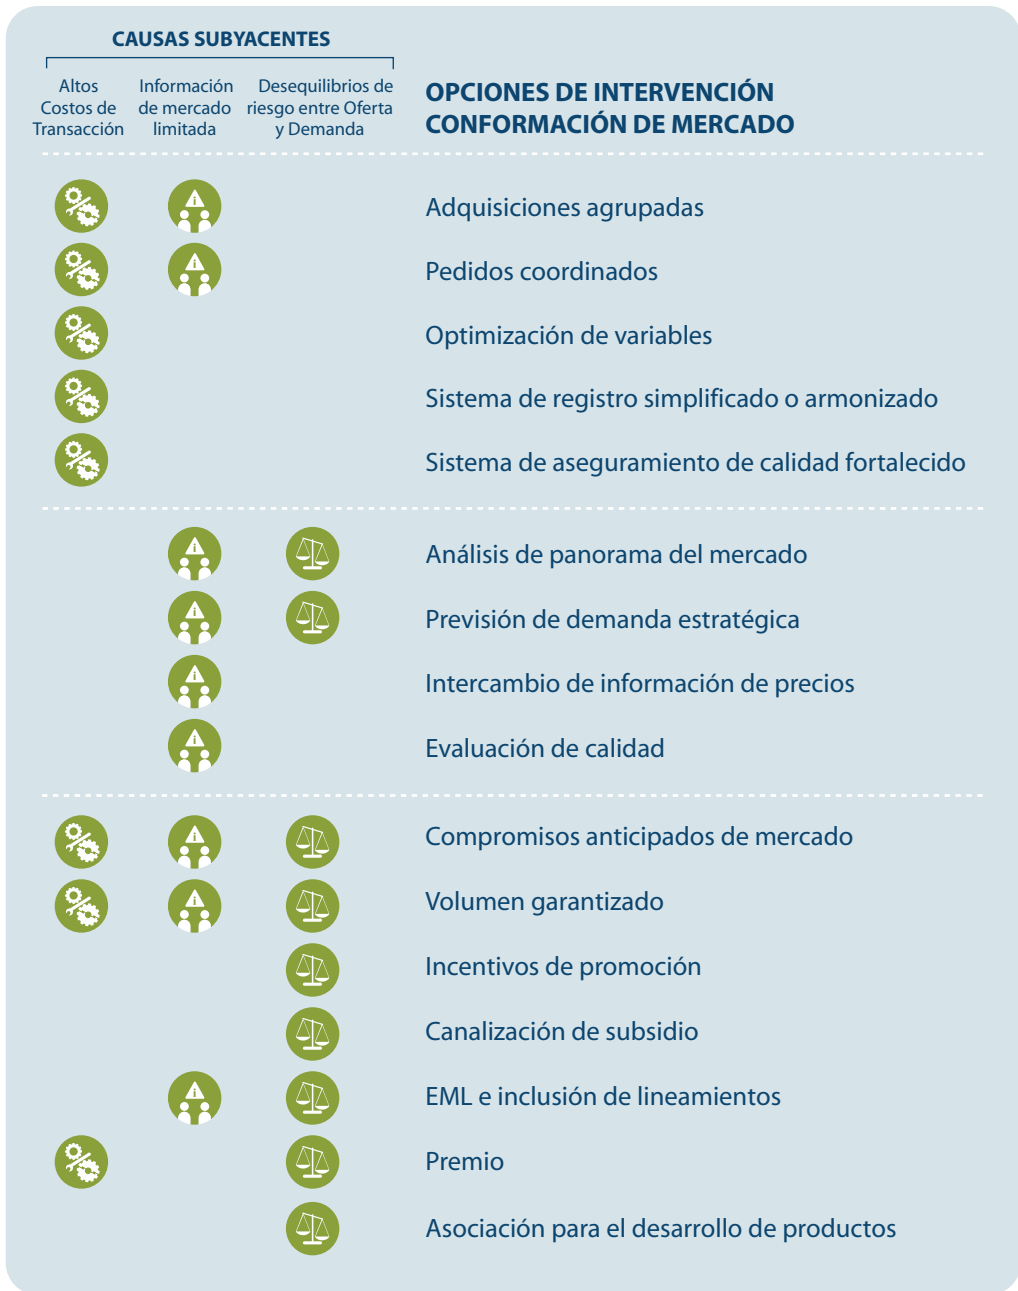 CAUSAS SUBYACENTES
Altos
Costos de
Transacción
Información
de mercado
limitada
Desequilibrios de
riesgo entre Oferta
y Demanda
OPCIONES DE INTERVENCIÓN
CONFORMACIÓN DE MERCADO
Adquisiciones agrupadas
Pedidos coordinados
Optimización de variables
Sistema de registro simplificado o armonizado
Sistema de aseguramiento de calidad fortalecido
Análisis de panorama del mercado
Previsión de demanda estratégica
Intercambio de información de precios
Evaluación de calidad
Compromisos anticipados de mercado
Volumen garantizado
Incentivos de promoción
Canalización de subsidio
EML e inclusión de lineamientos
Premio
Asociación para el desarrollo de productos